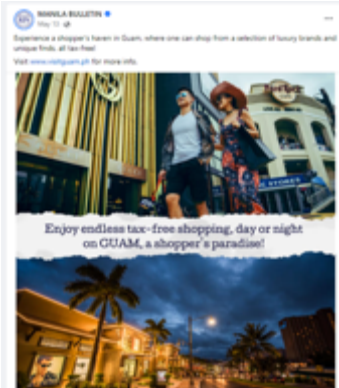 MANILA BULLETIN
May 13
Experience a shopper's haven in Guam, where one can shop from a selection of luxury brands and
unique finds, all tax-free!
Visit www.visitguam.ph for more info.
STORES
Enjoy endless tax-free shopping, day or night
on GUAM, a shopper's paradise!